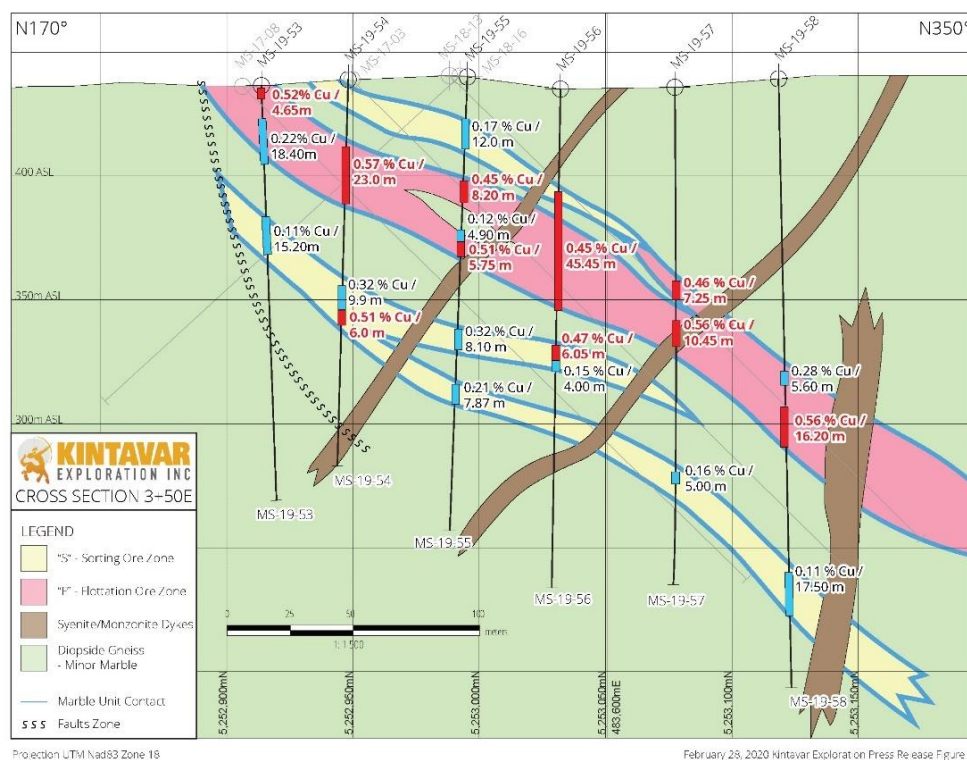 N170°
N350°
MS-17-08
MS-19-53
MS-19-54
MS-17-03
MS-18-13
MS-19-55
MS-18-16
MS-19-56
MS-19-57
MS-19-58
0.52% Cu /
4.65m
0.22% Cu /
18.40m
0.57 % Cu /
23.0 m
0.17 % Cu /
12.0 m
400 ASL
0.45 % Cu /
8.20 m
0.12 % Cu /
4.90 m
0.51 % Cu /
5.75 m
0.45 % Cu /
45.45 m
0.11% Cu /
15.20m
0.32 % Cu /
9.9 m
0.51 % Cu /
6.0 m
350m ASL
0.46 % Cu /
7.25 m
0.56 % Cu /
10.45 m
0.32 % Cu /
8.10 m
0.47 % Cu /
6.05 m
0.15 % Cu /
4.00 m
0.28 % Cu /
5.60 m
0.21 % Cu /
7.87 m
0.56 % Cu /
16.20 m
300m ASL
0.16 % Cu /
5.00 m
0.11 % Cu /
17.50 m
MS-19-53
MS-19-54
MS-19-55
MS-19-56
MS-19-57
MS-19-58
KINTAVAR
EXPLORATION INC
CROSS SECTION 3+50E
LEGEND
"S" - Sorting Ore Zone
"F" - Flottation Ore Zone
Syenite/Monzonite Dykes
Diopside Gneiss
- Minor Marble
Marble Unit Contact
SSS Faults Zone
0 25 50 100
meters
1: 1 500
5,252,900mN
5,252,950mN
5,253,000mN
5,253,050mN
483,600mE
5,253,100mN
5,253,150mN
Projection UTM Nad83 Zone 18
February 28, 2020 Kintavar Exploration Press Release Figure